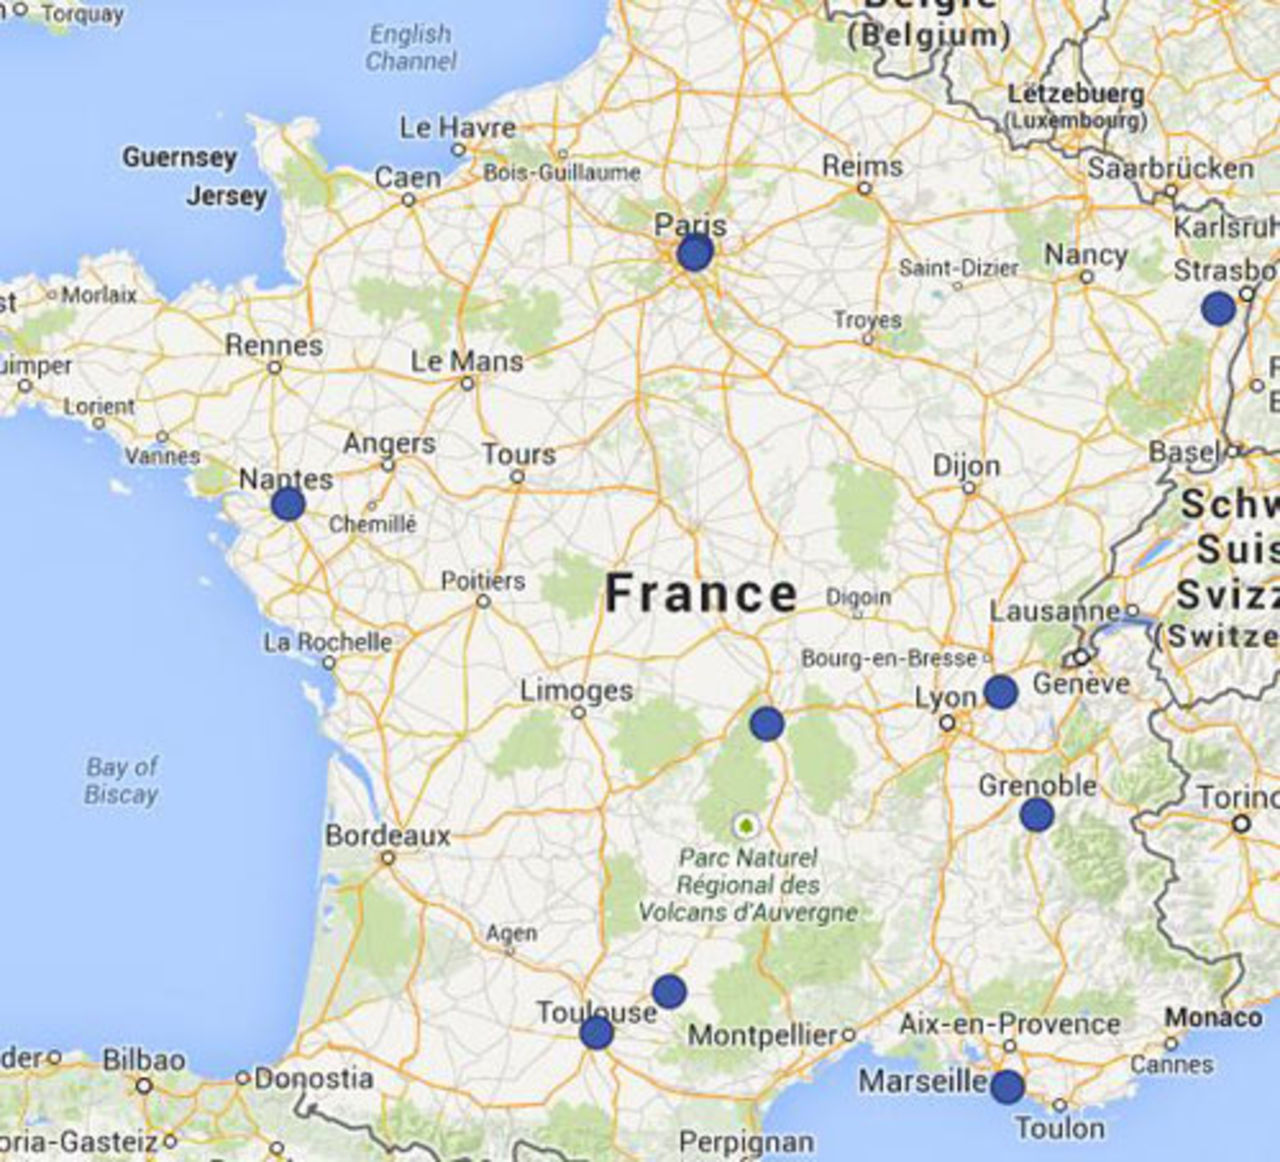 Torquay
English
Channel
België
(Belgium)
Lëtzebuerg
(Luxembourg)
Le Havre
Guernsey
Jersey
Caen
Bois-Guillaume
Reims
Saarbrücken
Paris
Karlsruh
Saint-Dizier
Nancy
Strasbo
st
Morlaix
Troyes
Rennes
Le Mans
uimper
F
E
Lorient
Vannes
Angers
Tours
Basel
Nantes
Dijon
Chemillé
Schw
Suis
Svizz
(Switze
Poitiers
France
Digoin
Lausanne
La Rochelle
Bourg-en-Bresse
Limoges
Lyon
Genève
Bay of
Biscay
Grenoble
Torino
Bordeaux
Parc Naturel
Régional des
Volcans d'Auvergne
Agen
Toulouse
Montpellier
Aix-en-Provence
Monaco
der
Bilbao
Donostia
Marseille
Cannes
oria-Gasteiz
Perpignan
Toulon